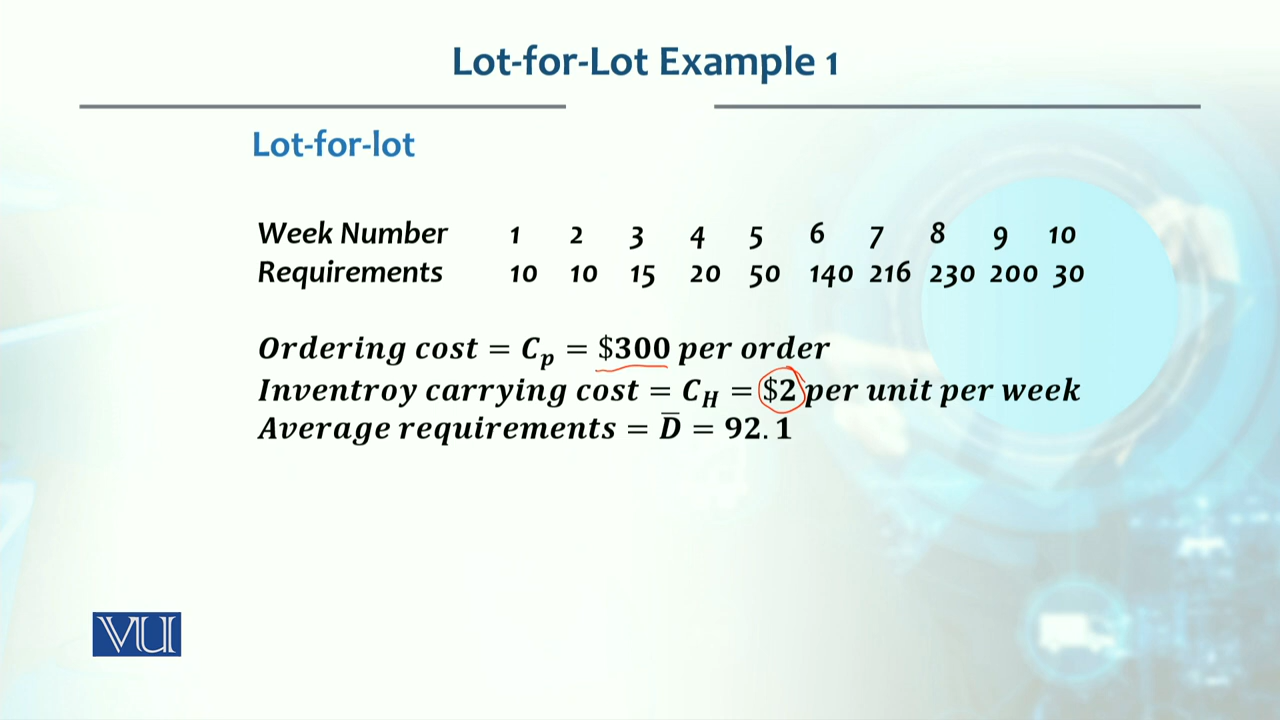 Lot-for-Lot Example 1
Lot-for-lot
Week Number 1 2 3 4 5 6 7 8 9 10
Requirements 10 10 15 20 50 140 216 230 200 30
Ordering cost = C_p = $300 per order
Inventroy carrying cost = C_H = $2 per unit per week
Average requirements = D̅ = 92.1
VU